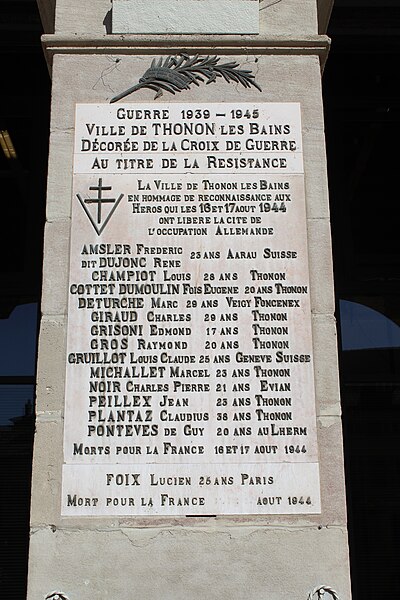 GUERRE 1939 – 1945
VILLE DE THONON LES BAINS
DÉCORÉE DE LA CROIX DE GUERRE
AU TITRE DE LA RESISTANCE
LA VILLE DE THONON LES BAINS
EN HOMMAGE DE RECONNAISSANCE AUX
HEROS QUI LES 16 ET 17 AOUT 1944
ONT LIBERE LA CITE DE
L'OCCUPATION ALLEMANDE
AMSLER FREDERIC
DIT DUJONC RENE 23 ANS AARAU SUISSE
CHAMPIOT LOUIS 28 ANS THONON
COTTET DUMOULIN FOIS EUGENE 20 ANS THONON
DETURCHE MARC 29 ANS VEIGY FONCENEX
GIRAUD CHARLES 29 ANS THONON
GRISONI EDMOND 17 ANS THONON
GROS RAYMOND 20 ANS THONON
GRUILLOT LOUIS CLAUDE 25 ANS GENEVE SUISSE
MICHALLET MARCEL 23 ANS THONON
NOIR CHARLES PIERRE 21 ANS EVIAN
PEILLEX JEAN 23 ANS THONON
PLANTAZ CLAUDIUS 38 ANS THONON
PONTEVES DE GUY 20 ANS AU LHERM
MORTS POUR LA FRANCE 16 ET 17 AOUT 1944
FOIX LUCIEN 25 ANS PARIS
MORT POUR LA FRANCE AOUT 1944